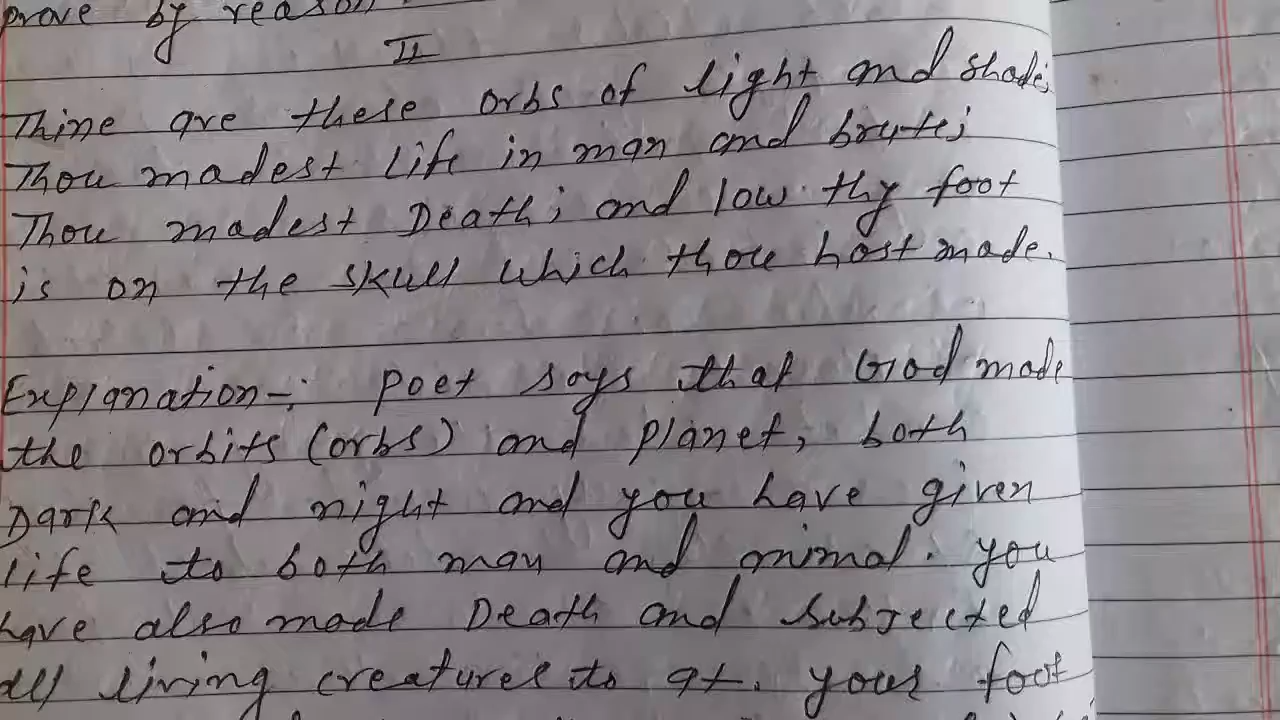 prove by reason.
II
Thine are these orbs of light and shade;
Thou madest Life in man and brute;
Thou madest Death; and low thy foot
is on the skull which thou hast made.
Explanation-: Poet says that God made
the orbits (orbs) and planet, both
Dark and night and you have given
life to both man and animal. You
have also made Death and subjected
all living creatures to it. your foot